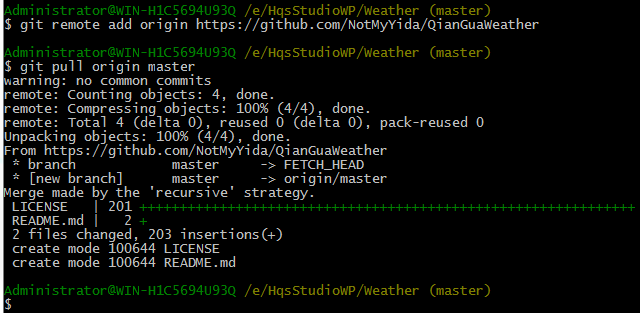 Administrator@WIN-H1C5694U93Q /e/HqsStudioWP/Weather (master)
$ git remote add origin https://github.com/NotMyYida/QianGuaWeather

Administrator@WIN-H1C5694U93Q /e/HqsStudioWP/Weather (master)
$ git pull origin master
warning: no common commits
remote: Counting objects: 4, done.
remote: Compressing objects: 100% (4/4), done.
remote: Total 4 (delta 0), reused 0 (delta 0), pack-reused 0
Unpacking objects: 100% (4/4), done.
From https://github.com/NotMyYida/QianGuaWeather
 * branch            master     -> FETCH_HEAD
 * [new branch]      master     -> origin/master
Merge made by the 'recursive' strategy.
 LICENSE   | 201 +++++++++++++++++++++++++++++++++++++++++++++++++++++++++++++++
 README.md |   2 +
 2 files changed, 203 insertions(+)
 create mode 100644 LICENSE
 create mode 100644 README.md

Administrator@WIN-H1C5694U93Q /e/HqsStudioWP/Weather (master)
$